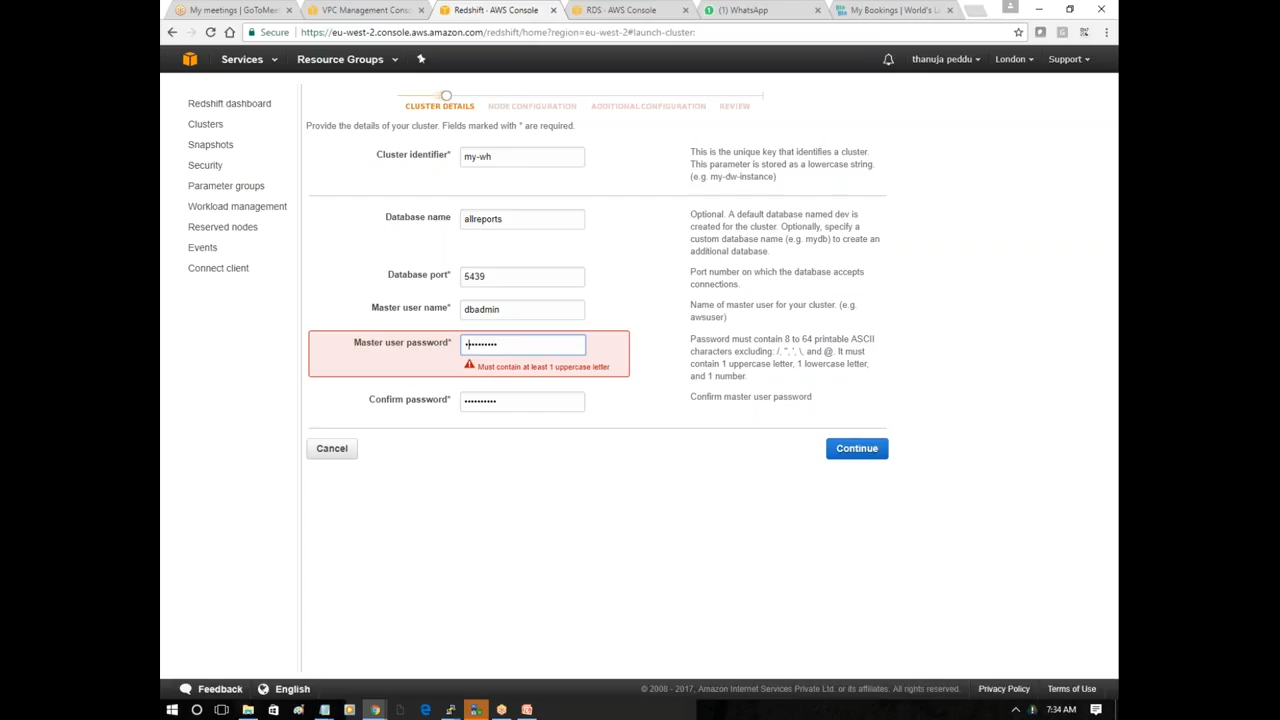 My meetings | GoToMee
VPC Management Conso
Redshift - AWS Console
RDS - AWS Console
(1) WhatsApp
My Bookings | World's L
Secure
https://eu-west-2.console.aws.amazon.com/redshift/home?region=eu-west-2#launch-cluster:
Services
Resource Groups
thanuja peddu
London
Support
Redshift dashboard
Clusters
Snapshots
Security
Parameter groups
Workload management
Reserved nodes
Events
Connect client
CLUSTER DETAILS
NODE CONFIGURATION
ADDITIONAL CONFIGURATION
REVIEW
Provide the details of your cluster. Fields marked with * are required.
Cluster identifier*
my-wh
This is the unique key that identifies a cluster.
This parameter is stored as a lowercase string.
(e.g. my-dw-instance)
Database name
allreports
Optional. A default database named dev is
created for the cluster. Optionally, specify a
custom database name (e.g. mydb) to create an
additional database.
Database port*
5439
Port number on which the database accepts
connections.
Master user name*
dbadmin
Name of master user for your cluster. (e.g.
awsuser)
Master user password*
Must contain at least 1 uppercase letter
Password must contain 8 to 64 printable ASCII
characters excluding: /, ", ', \, and @. It must
contain 1 uppercase letter, 1 lowercase letter,
and 1 number.
Confirm password*
Confirm master user password
Cancel
Continue
Feedback
English
© 2008 - 2017, Amazon Internet Services Private Ltd. or its affiliates. All rights reserved.
Privacy Policy
Terms of Use
7:34 AM